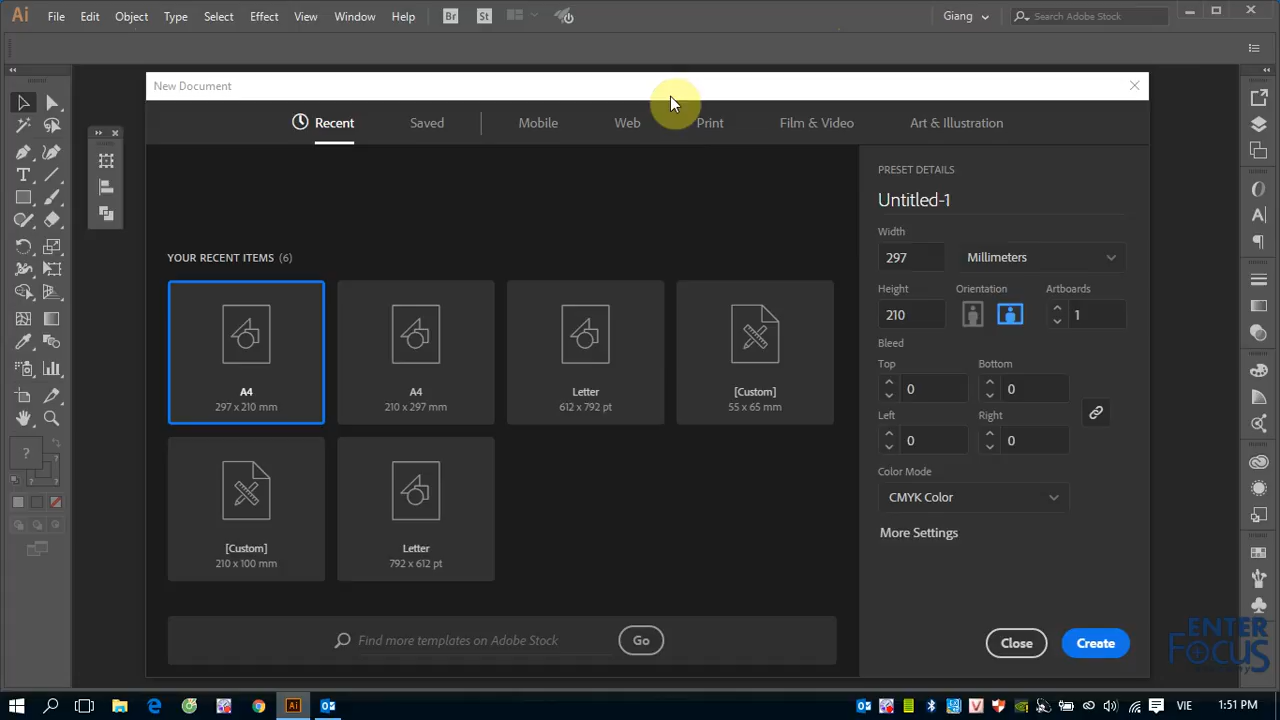 Ai File Edit Object Type Select Effect View Window Help Br St Giang Search Adobe Stock
New Document
Recent Saved Mobile Web Print Film & Video Art & Illustration
PRESET DETAILS
Untitled-1
Width
297 Millimeters
Height Orientation Artboards
210 1
Bleed
Top Bottom
0 0
Left Right
0 0
Color Mode
CMYK Color
More Settings
YOUR RECENT ITEMS (6)
A4
297 x 210 mm
A4
210 x 297 mm
Letter
612 x 792 pt
[Custom]
55 x 65 mm
[Custom]
210 x 100 mm
Letter
792 x 612 pt
Find more templates on Adobe Stock Go
Close Create
ENTER
FOCUS
Ai VIE 1:51 PM